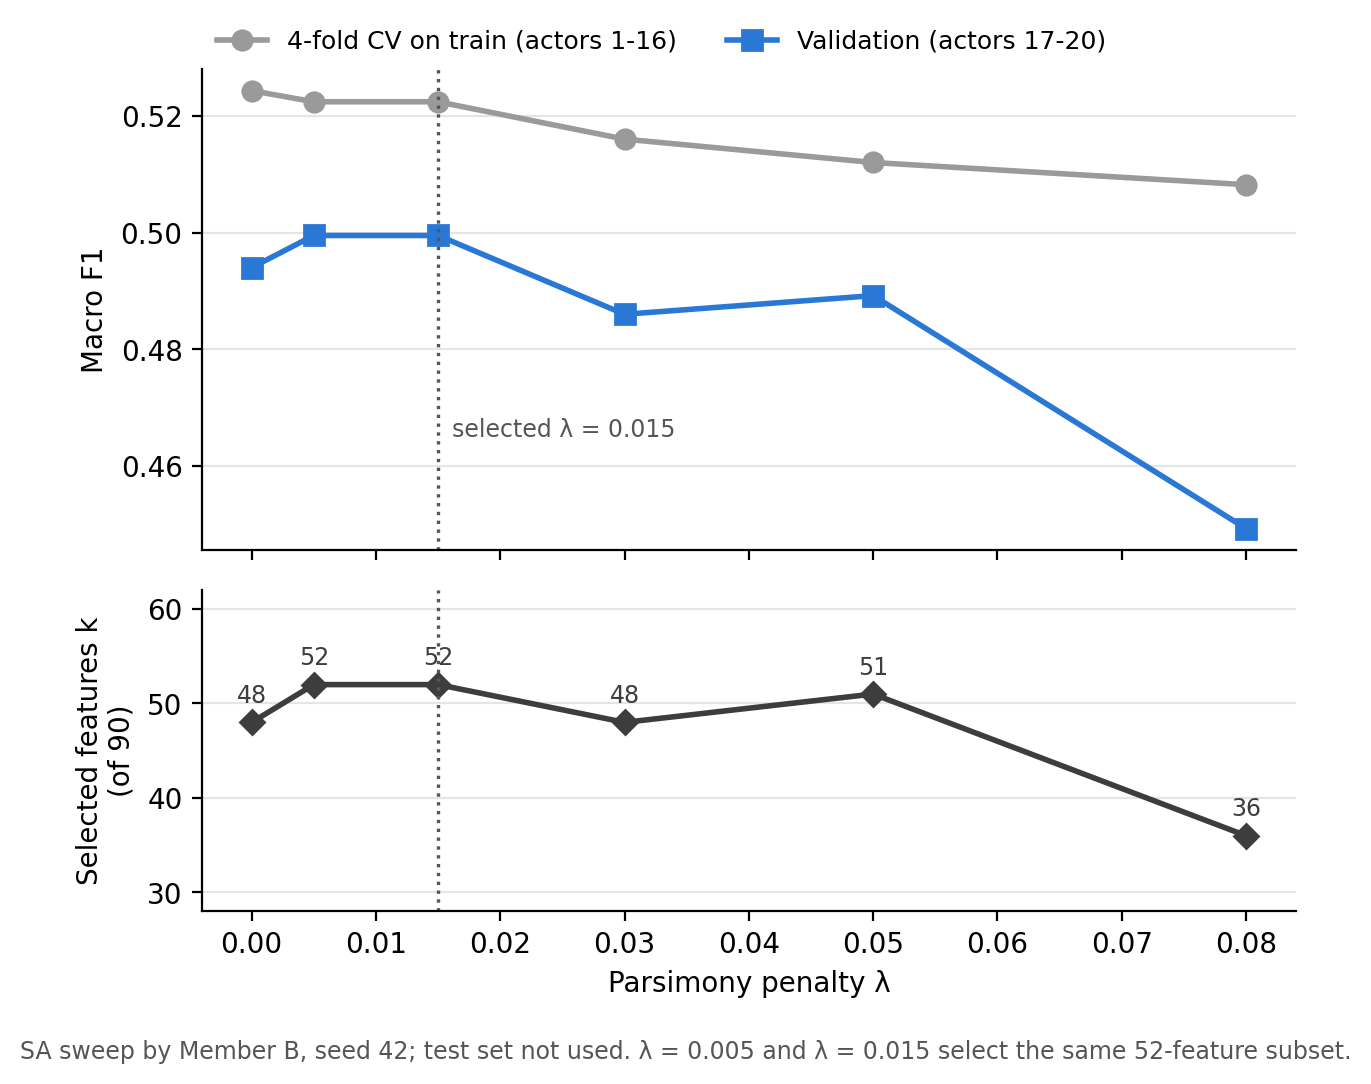 4-fold CV on train (actors 1-16)
Validation (actors 17-20)
0.52
0.50
0.48
0.46
Macro F1
selected λ = 0.015
60
50
40
30
Selected features k
(of 90)
48
52
52
48
51
36
0.00 0.01 0.02 0.03 0.04 0.05 0.06 0.07 0.08
Parsimony penalty λ
SA sweep by Member B, seed 42; test set not used. λ = 0.005 and λ = 0.015 select the same 52-feature subset.